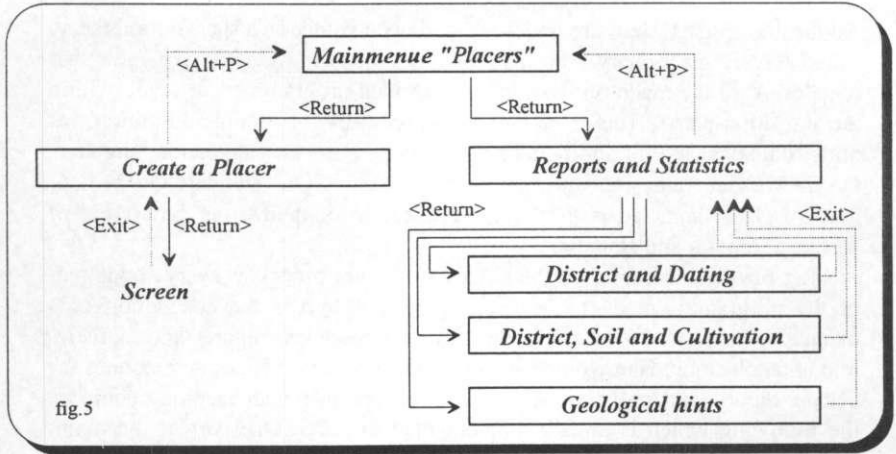 Mainmenue "Placers"
<Alt+P>
<Alt+P>
<Return>
<Return>
Create a Placer
Reports and Statistics
<Exit>
<Return>
<Return>
<Exit>
Screen
District and Dating
District, Soil and Cultivation
Geological hints
fig.5